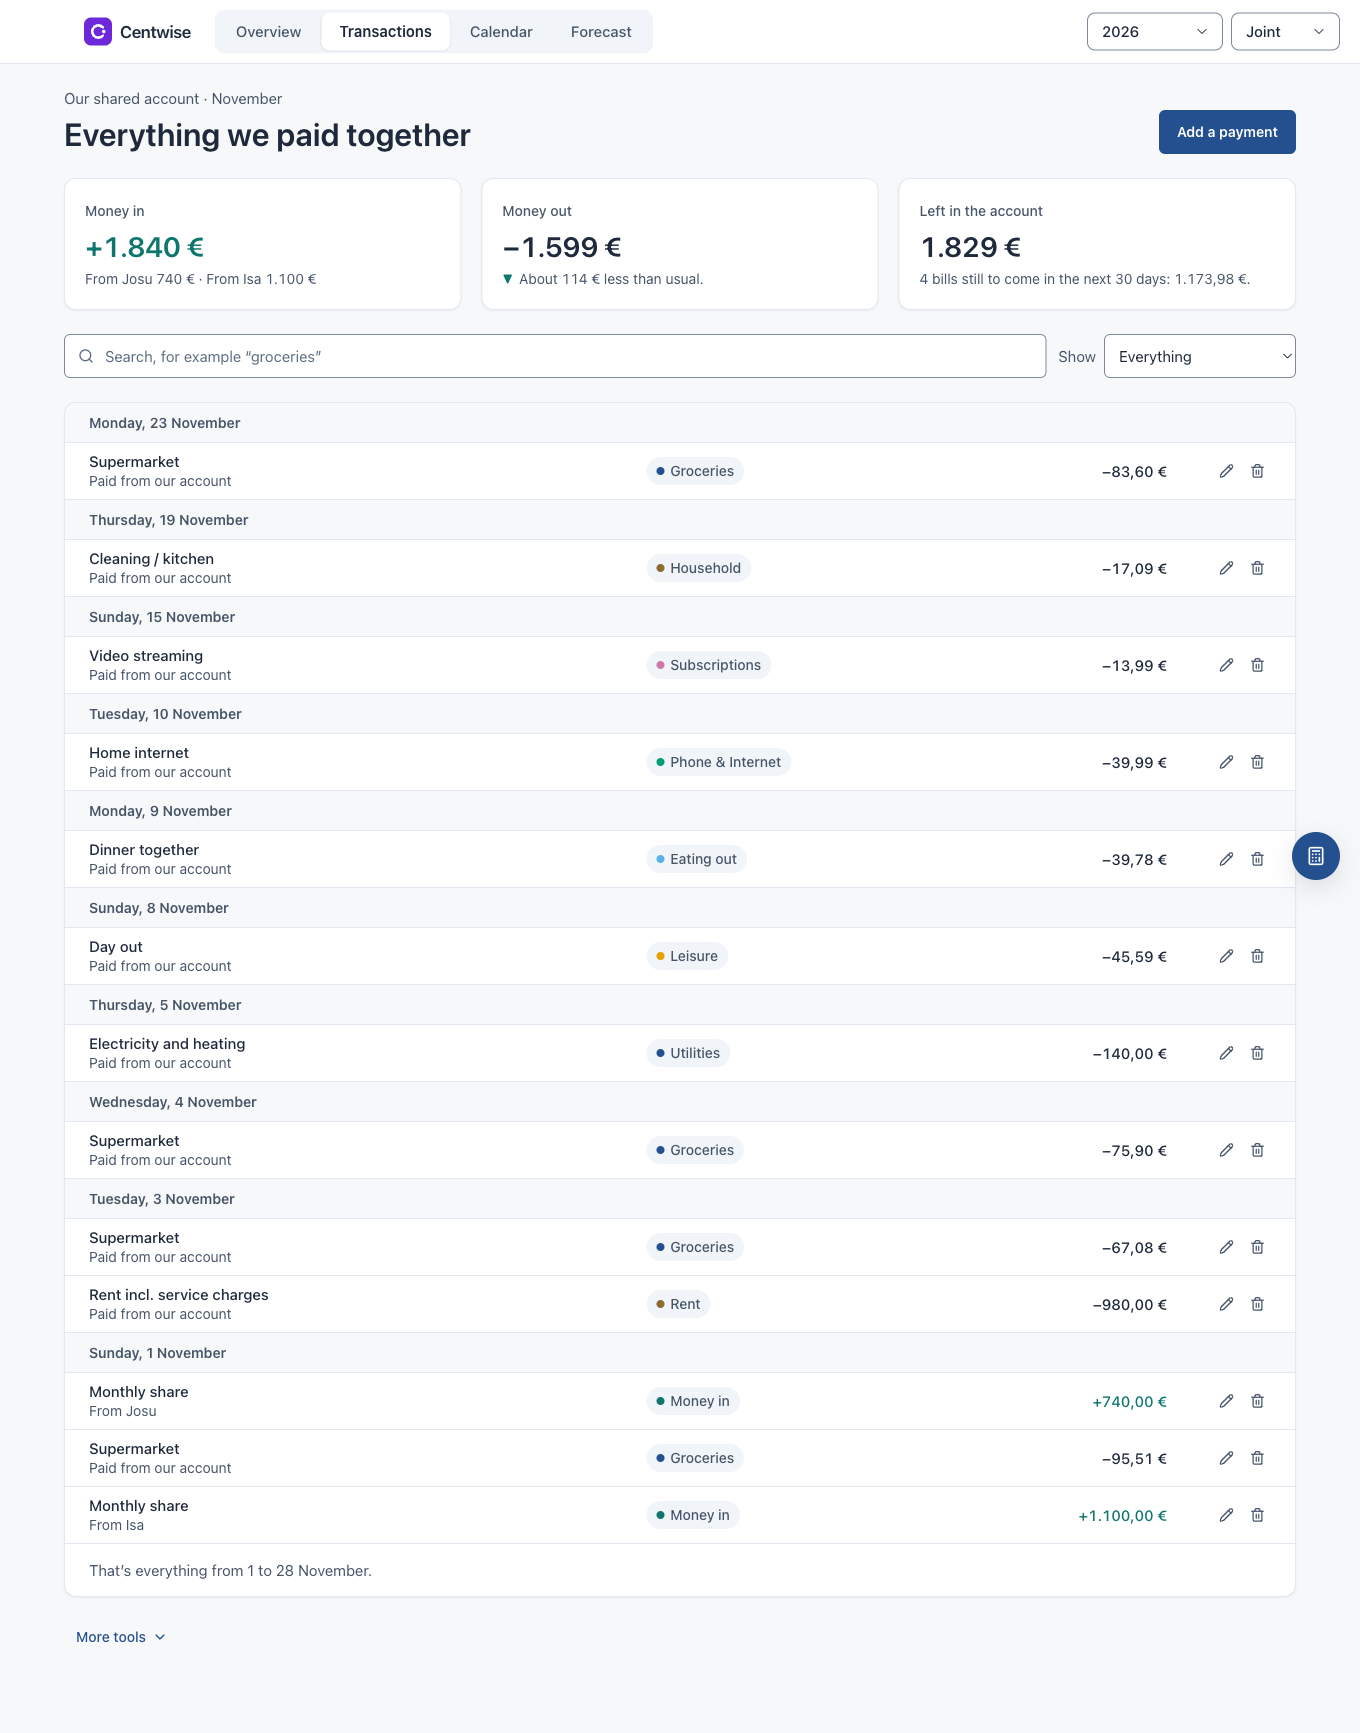 Centwise
Overview
Transactions
Calendar
Forecast
2026
Joint
Our shared account · November
Everything we paid together
Add a payment
Money in
+1.840 €
From Josu 740 € · From Isa 1.100 €
Money out
−1.599 €
▼ About 114 € less than usual.
Left in the account
1.829 €
4 bills still to come in the next 30 days: 1.173,98 €.
Search, for example “groceries”
Show
Everything
Monday, 23 November
Supermarket
Paid from our account
Groceries
−83,60 €
Thursday, 19 November
Cleaning / kitchen
Paid from our account
Household
−17,09 €
Sunday, 15 November
Video streaming
Paid from our account
Subscriptions
−13,99 €
Tuesday, 10 November
Home internet
Paid from our account
Phone & Internet
−39,99 €
Monday, 9 November
Dinner together
Paid from our account
Eating out
−39,78 €
Sunday, 8 November
Day out
Paid from our account
Leisure
−45,59 €
Thursday, 5 November
Electricity and heating
Paid from our account
Utilities
−140,00 €
Wednesday, 4 November
Supermarket
Paid from our account
Groceries
−75,90 €
Tuesday, 3 November
Supermarket
Paid from our account
Groceries
−67,08 €
Rent incl. service charges
Paid from our account
Rent
−980,00 €
Sunday, 1 November
Monthly share
From Josu
Money in
+740,00 €
Supermarket
Paid from our account
Groceries
−95,51 €
Monthly share
From Isa
Money in
+1.100,00 €
That’s everything from 1 to 28 November.
More tools